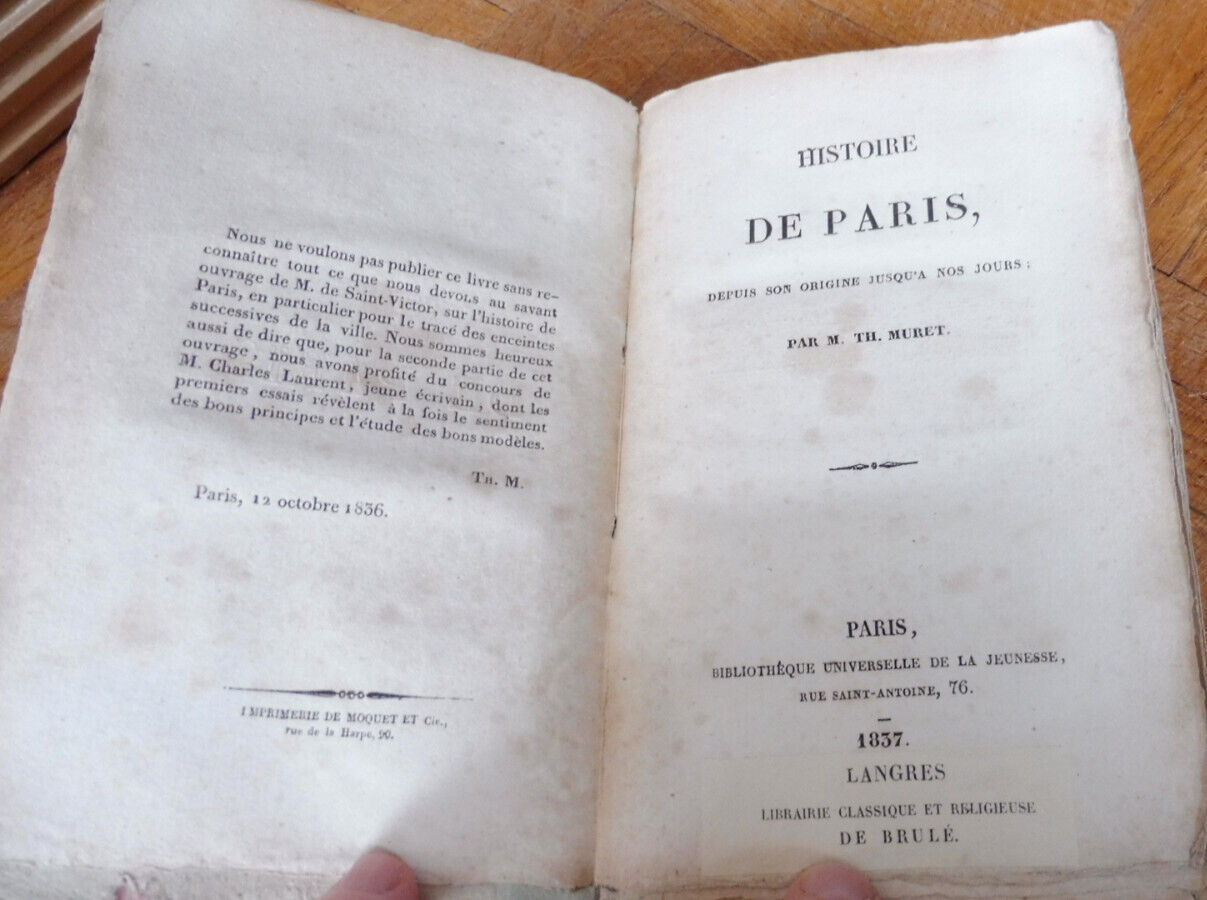 Nous ne voulons pas publier ce livre sans re-
connaître tout ce que nous devons au savant
ouvrage de M. de Saint-Victor, sur l'histoire de
Paris, en particulier pour le tracé des enceintes
successives de la ville. Nous sommes heureux
aussi de dire que, pour la seconde partie de cet
ouvrage, nous avons profité du concours de
M. Charles Laurent, jeune écrivain, dont les
premiers essais révèlent à la fois le sentiment
des bons principes et l'étude des bons modèles.
TH. M.
Paris, 12 octobre 1836.
IMPRIMERIE DE MOQUET ET Cie.,
rue de la Harpe, 90.
HISTOIRE
DE PARIS,
DEPUIS SON ORIGINE JUSQU'A NOS JOURS;
PAR M. TH. MURET.
PARIS,
BIBLIOTHÊQUE UNIVERSELLE DE LA JEUNESSE,
RUE SAINT-ANTOINE, 76.
—
1837.
LANGRES
LIBRAIRIE CLASSIQUE ET RELIGIEUSE
DE BRULÉ.